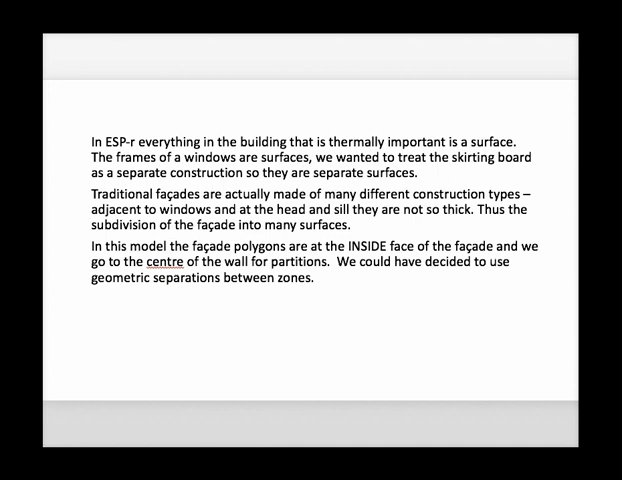 In ESP-r everything in the building that is thermally important is a surface.
The frames of a windows are surfaces, we wanted to treat the skirting board
as a separate construction so they are separate surfaces.
Traditional façades are actually made of many different construction types –
adjacent to windows and at the head and sill they are not so thick. Thus the
subdivision of the façade into many surfaces.
In this model the façade polygons are at the INSIDE face of the façade and we
go to the centre of the wall for partitions.  We could have decided to use
geometric separations between zones.